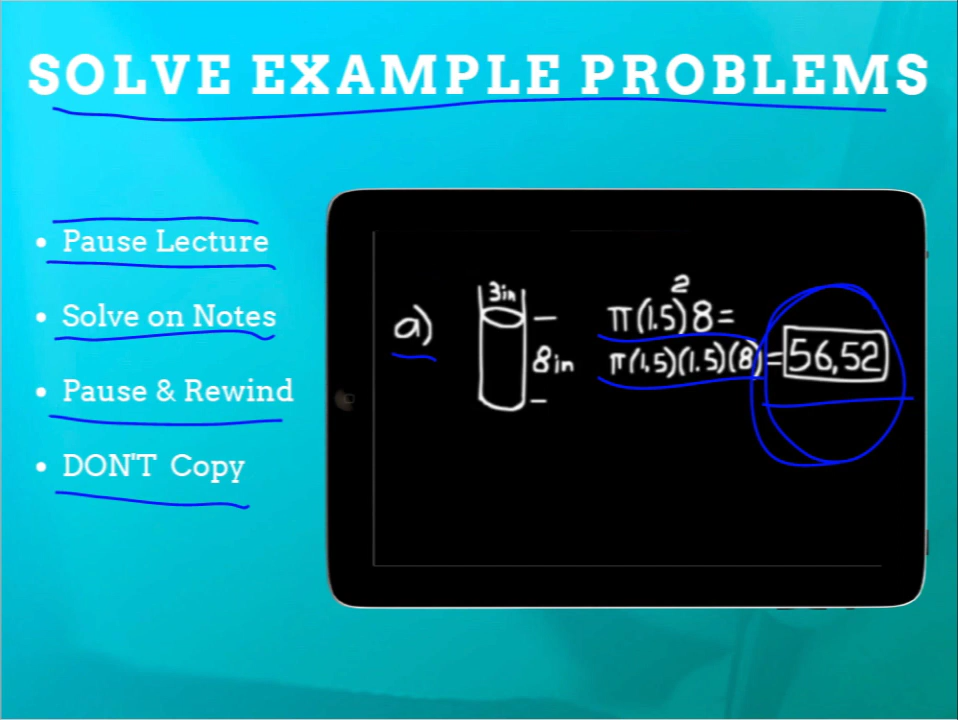 SOLVE EXAMPLE PROBLEMS
• Pause Lecture
• Solve on Notes
• Pause & Rewind
• DON'T Copy
a)
3in
8in
π(1.5)²8=
π(1.5)(1.5)(8)=56,52